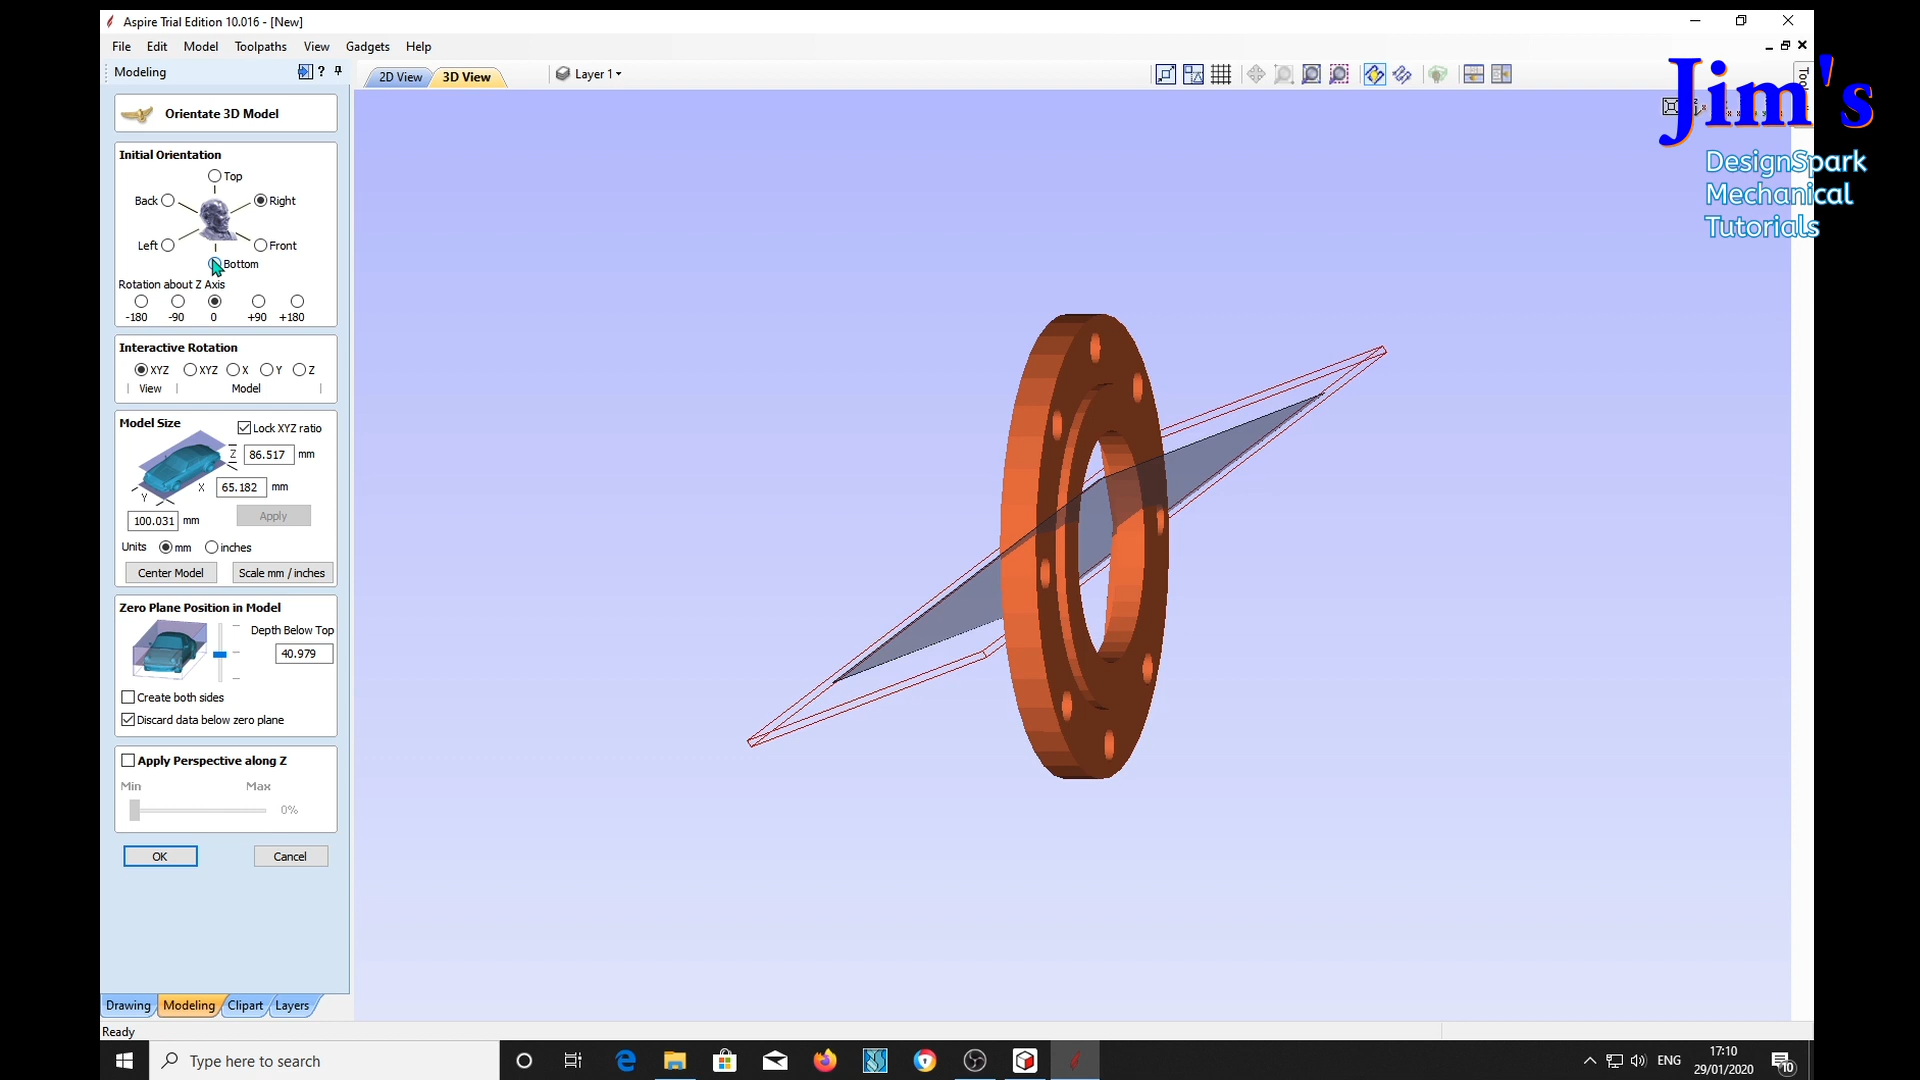 Aspire Trial Edition 10.016 - [New]
File Edit Model Toolpaths View Gadgets Help
Modeling ?
2D View 3D View Layer 1
Orientate 3D Model
Initial Orientation
Top
Back Right
Left Front
Bottom
Rotation about Z Axis
-180 -90 0 +90 +180
Interactive Rotation
XYZ XYZ X Y Z
View Model
Model Size
Lock XYZ ratio
Z 86.517 mm
X 65.182 mm
Y
100.031 mm Apply
Units mm inches
Center Model Scale mm / inches
Zero Plane Position in Model
Depth Below Top
40.979
Create both sides
Discard data below zero plane
Apply Perspective along Z
Min Max
0%
OK Cancel
Drawing Modeling Clipart Layers
Ready
Jim's
DesignSpark
Mechanical
Tutorials
Type here to search
ENG
17:10
29/01/2020
10